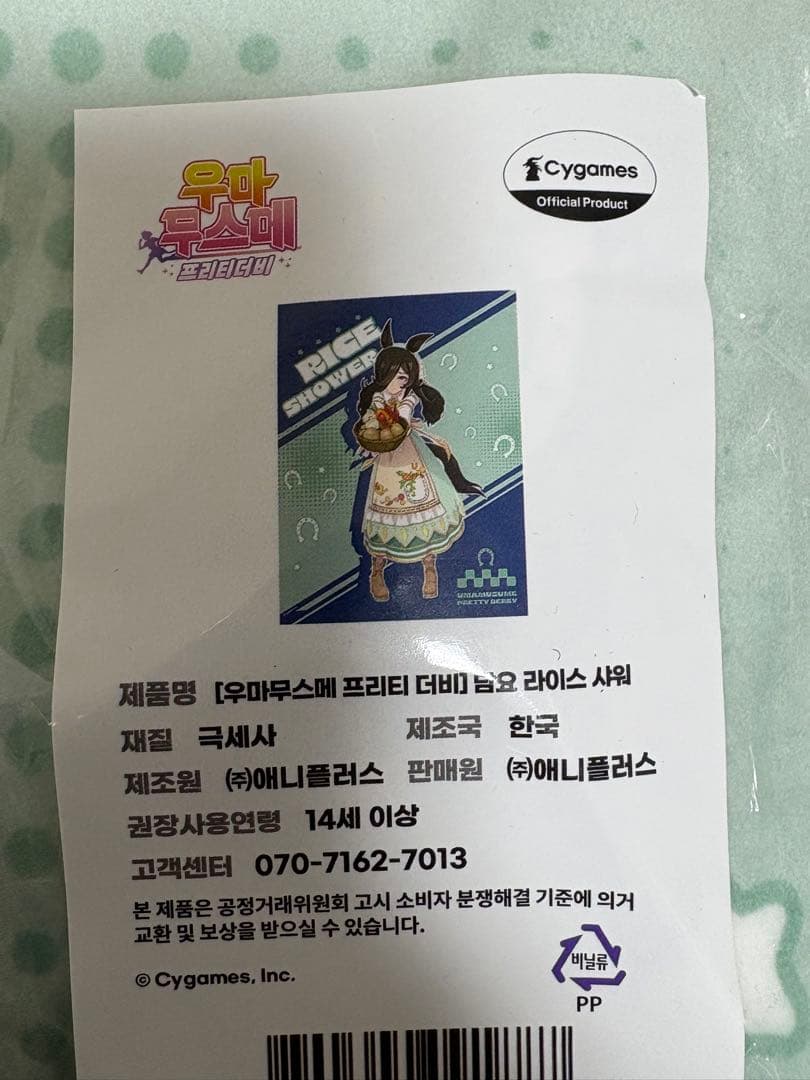 우마
무스메
프리티더비
Cygames
Official Product
RICE
SHOWER
UMAMUSUME
PRETTY DERBY
제품명 [우마무스메 프리티 더비] 담요 라이스 샤워
재질 극세사 제조국 한국
제조원 ㈜애니플러스 판매원 ㈜애니플러스
권장사용연령 14세 이상
고객센터 070-7162-7013
본 제품은 공정거래위원회 고시 소비자 분쟁해결 기준에 의거
교환 및 보상을 받으실 수 있습니다.
© Cygames, Inc.
비닐류
PP